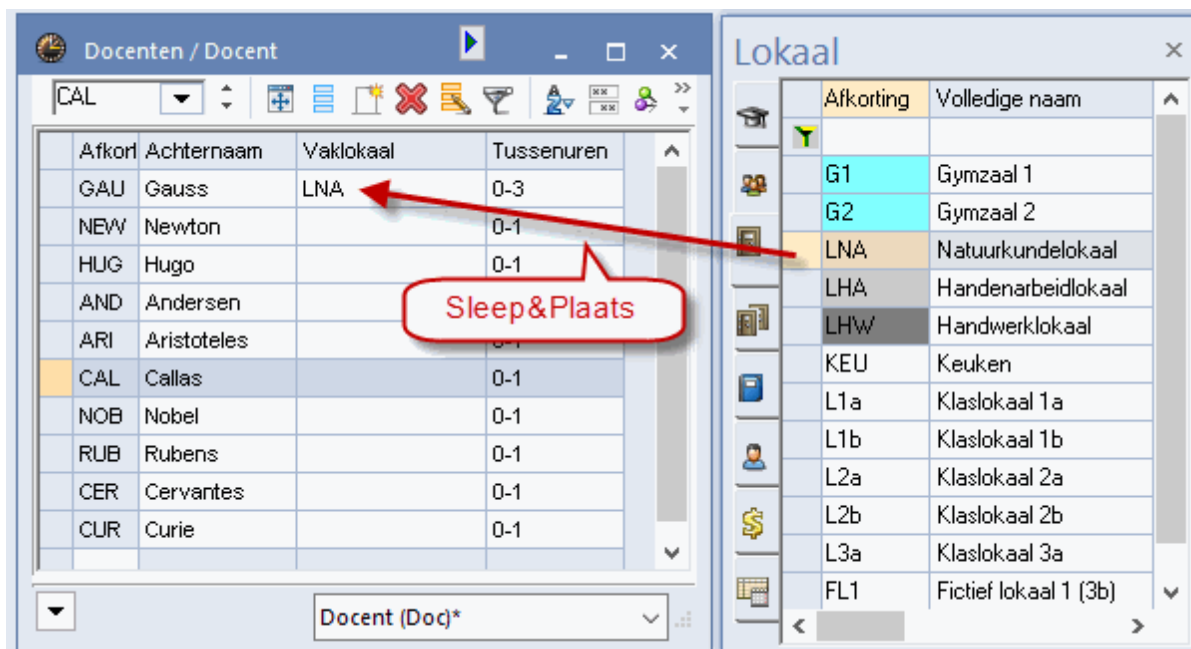 Docenten / Docent
CAL
Afkort Achternaam Vaklokaal Tussenuren
GAU Gauss LNA 0-3
NEW Newton 0-1
HUG Hugo 0-1
AND Andersen
ARI Aristoteles 0-1
CAL Callas 0-1
NOB Nobel 0-1
RUB Rubens 0-1
CER Cervantes 0-1
CUR Curie 0-1
Docent (Doc)*
Sleep&Plaats
Lokaal
Afkorting Volledige naam
G1 Gymzaal 1
G2 Gymzaal 2
LNA Natuurkundelokaal
LHA Handenarbeidlokaal
LHW Handwerklokaal
KEU Keuken
L1a Klaslokaal 1a
L1b Klaslokaal 1b
L2a Klaslokaal 2a
L2b Klaslokaal 2b
L3a Klaslokaal 3a
FL1 Fictief lokaal 1 (3b)